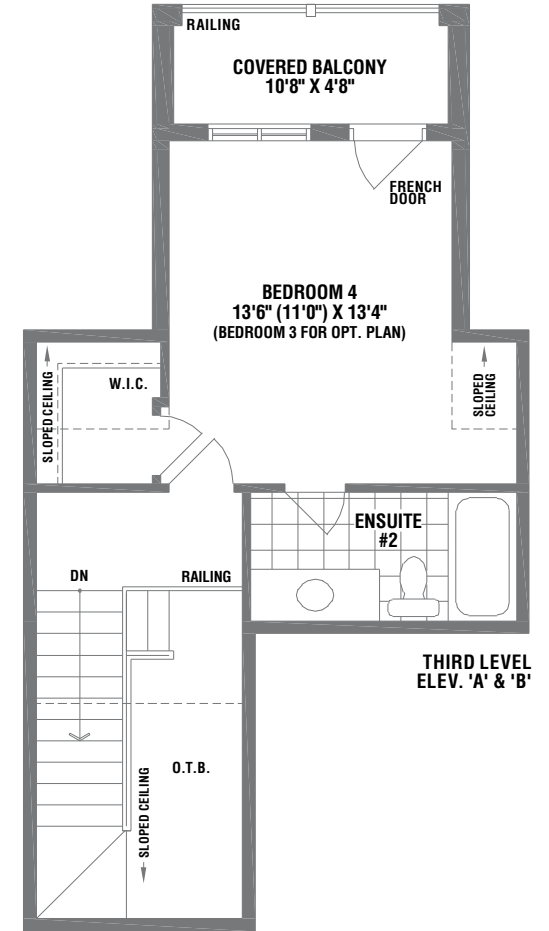 RAILING
COVERED BALCONY
10'8" X 4'8"
FRENCH
DOOR
BEDROOM 4
13'6" (11'0") X 13'4"
(BEDROOM 3 FOR OPT. PLAN)
SLOPED CEILING
W.I.C.
SLOPED
CEILING
ENSUITE
#2
DN
RAILING
THIRD LEVEL
ELEV. 'A' & 'B'
O.T.B.
SLOPED CEILING